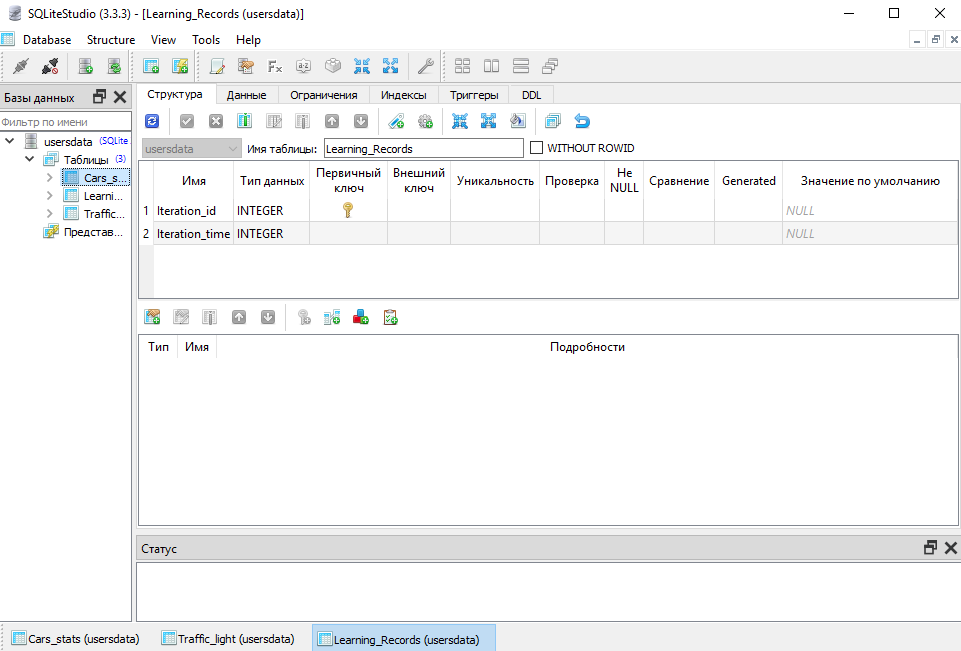 SQLiteStudio (3.3.3) - [Learning_Records (usersdata)]
Database Structure View Tools Help
Базы данных
Фильтр по имени
usersdata (SQLite
Таблицы (3)
Cars_s...
Learni...
Traffic...
Представ...
Структура Данные Ограничения Индексы Триггеры DDL
usersdata Имя таблицы: Learning_Records WITHOUT ROWID
Имя Тип данных Первичный ключ Внешний ключ Уникальность Проверка Не NULL Сравнение Generated Значение по умолчанию
1 Iteration_id INTEGER NULL
2 Iteration_time INTEGER NULL
Тип Имя Подробности
Статус
Cars_stats (usersdata) Traffic_light (usersdata) Learning_Records (usersdata)